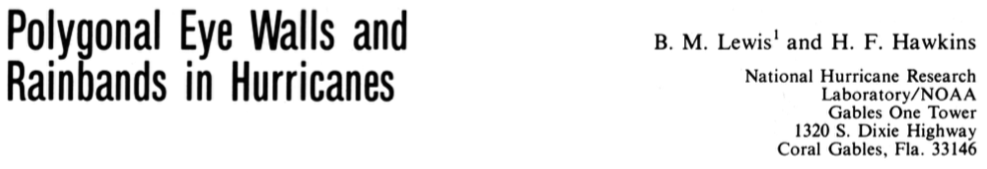 Polygonal Eye Walls and
Rainbands in Hurricanes
B. M. Lewis¹ and H. F. Hawkins
National Hurricane Research
Laboratory/NOAA
Gables One Tower
1320 S. Dixie Highway
Coral Gables, Fla. 33146